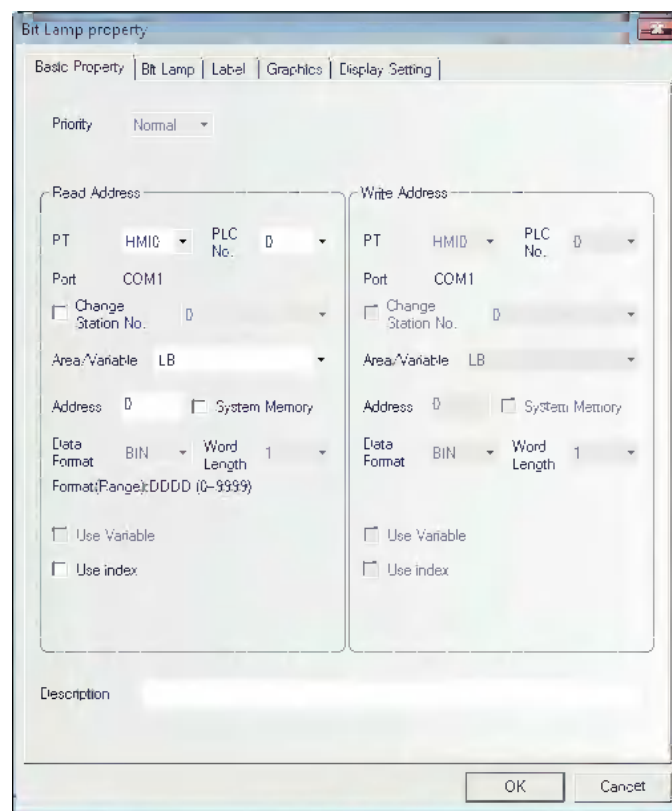 Bit Lamp property
Basic Property Bit Lamp Label Graphics Display Setting
Priority Normal
Read Address
PT HMI0 PLC No. 0
Port COM1
Change Station No. 0
Area/Variable LB
Address 0 System Memory
Data Format BIN Word Length 1
Format(Range):DDDD (0~9999)
Use Variable
Use index
Write Address
PT HMI0 PLC No. 0
Port COM1
Change Station No. 0
Area/Variable LB
Address 0 System Memory
Data Format BIN Word Length 1
Use Variable
Use index
Description
OK Cancel